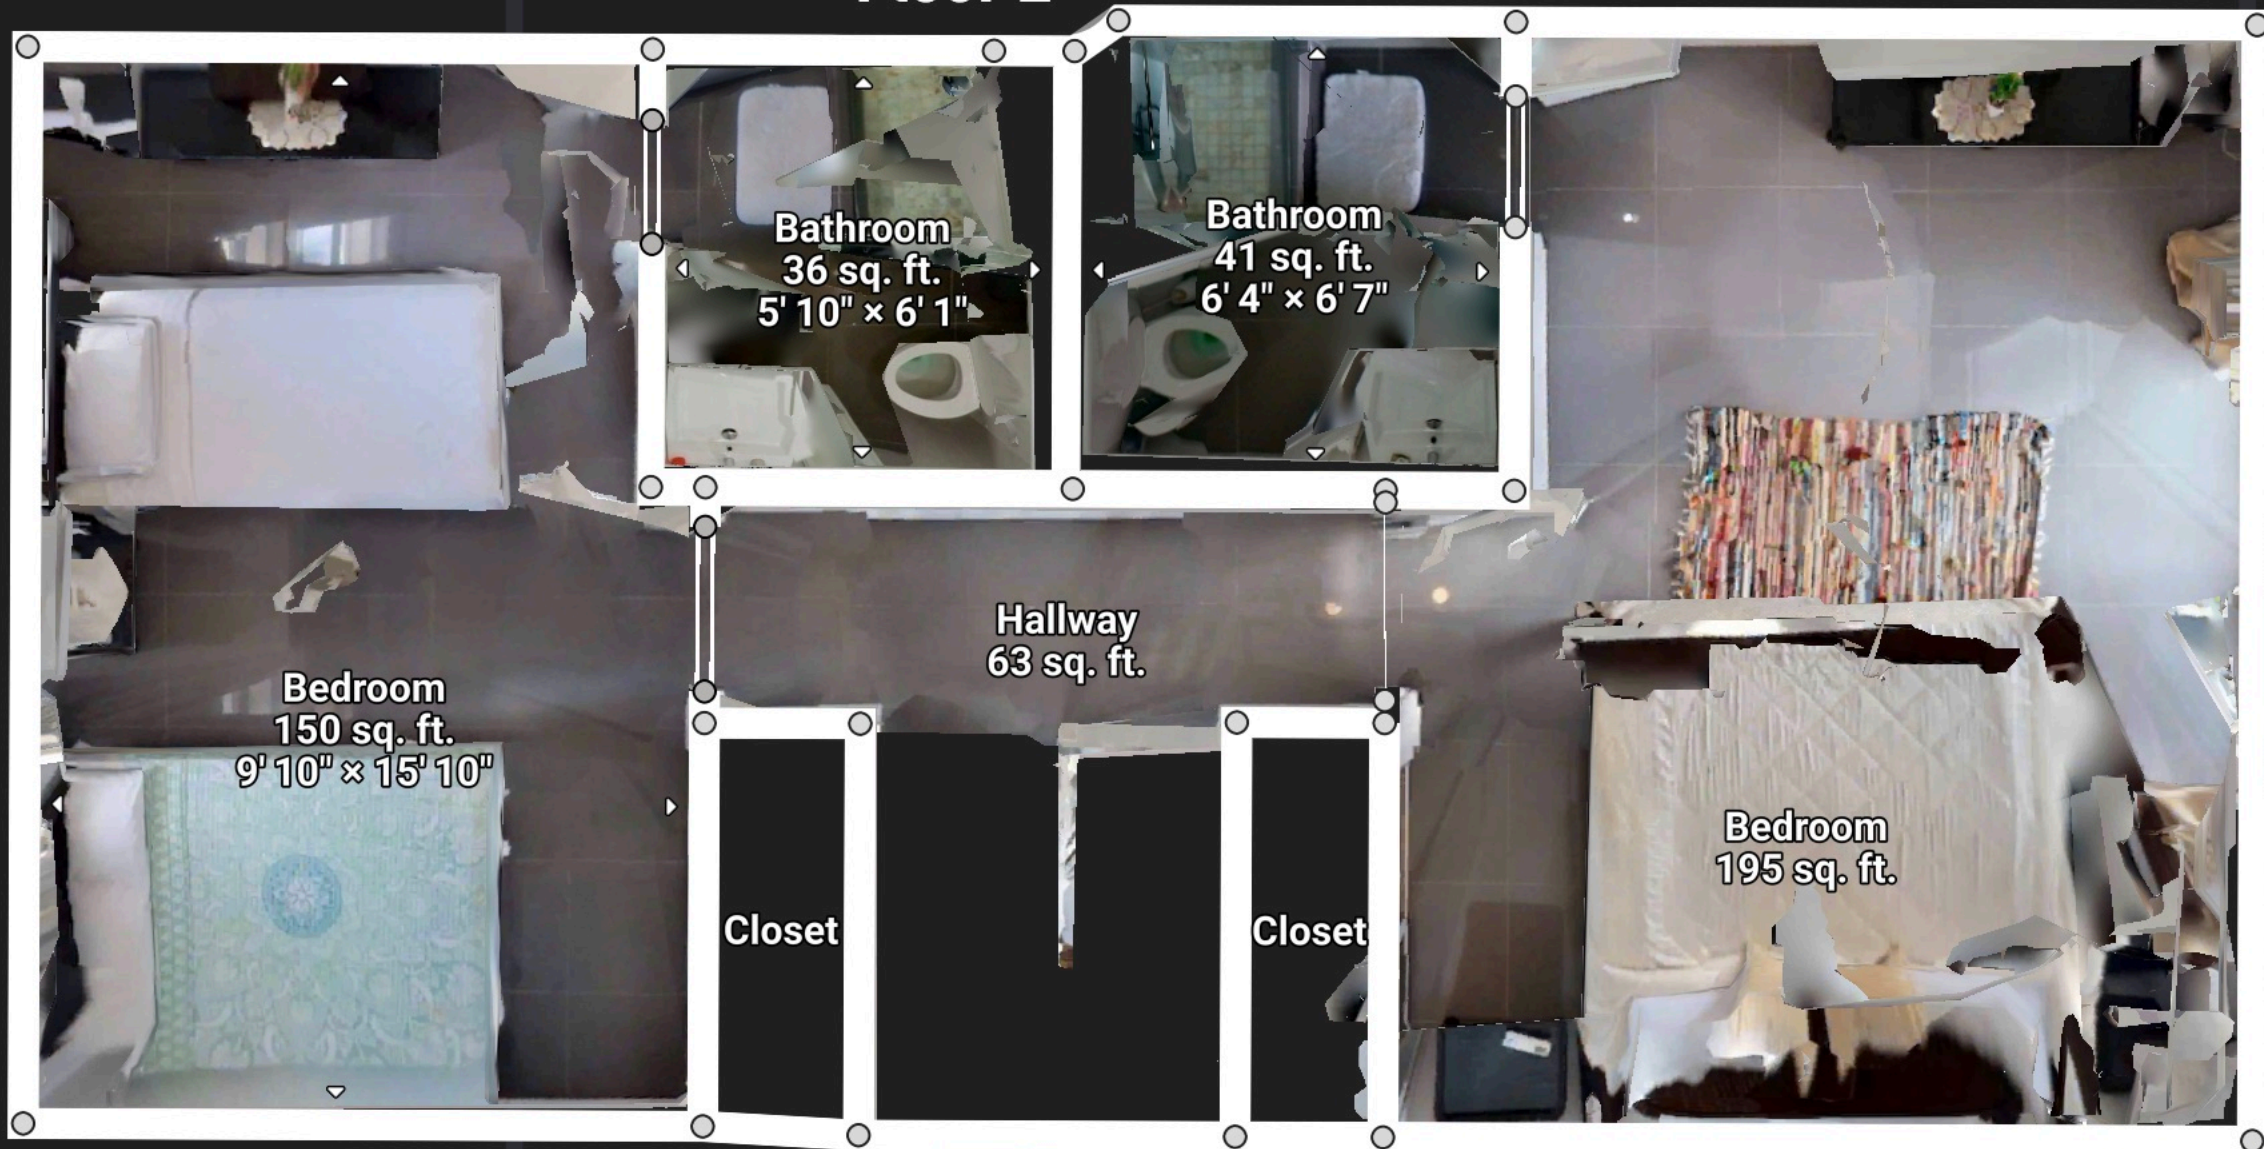 Bathroom
36 sq. ft.
5' 10" × 6' 1"
Bathroom
41 sq. ft.
6' 4" × 6' 7"
Hallway
63 sq. ft.
Bedroom
150 sq. ft.
9' 10" × 15' 10"
Bedroom
195 sq. ft.
Closet
Closet